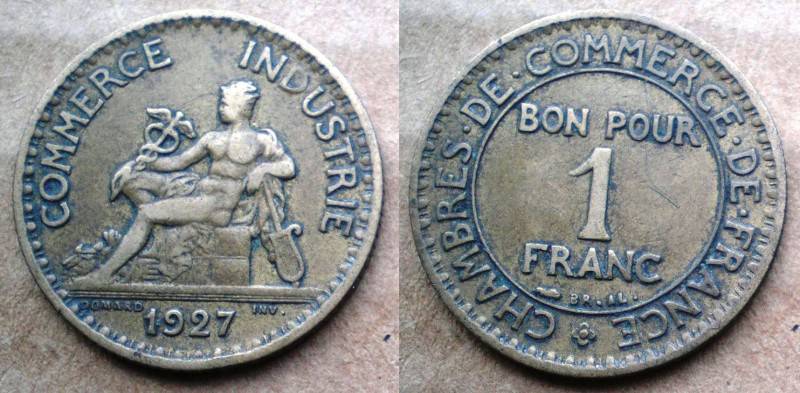 COMMERCE INDUSTRIE
DOMARD INV.
1927
CHAMBRES·DE·COMMERCE·DE·FRANCE
BON POUR
1
FRANC
BR·AL·